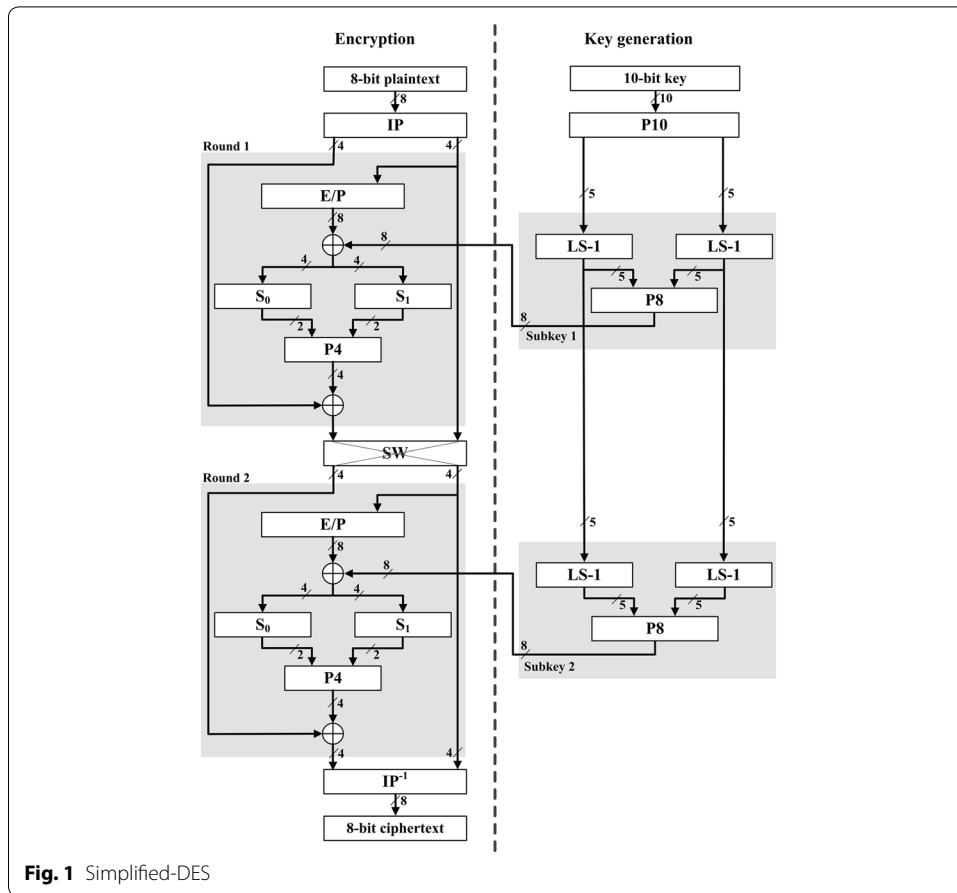 Encryption
Key generation
8-bit plaintext
10-bit key
8
10
IP
P10
Round 1
4
4
E/P
5
5
8
8
LS-1
LS-1
4
4
5
5
S₀
S₁
P8
2
2
8
Subkey 1
P4
4
SW
4
4
Round 2
E/P
5
5
8
8
LS-1
LS-1
4
4
5
5
S₀
S₁
P8
2
2
8
Subkey 2
P4
4
4
4
IP⁻¹
8
8-bit ciphertext
Fig. 1 Simplified-DES